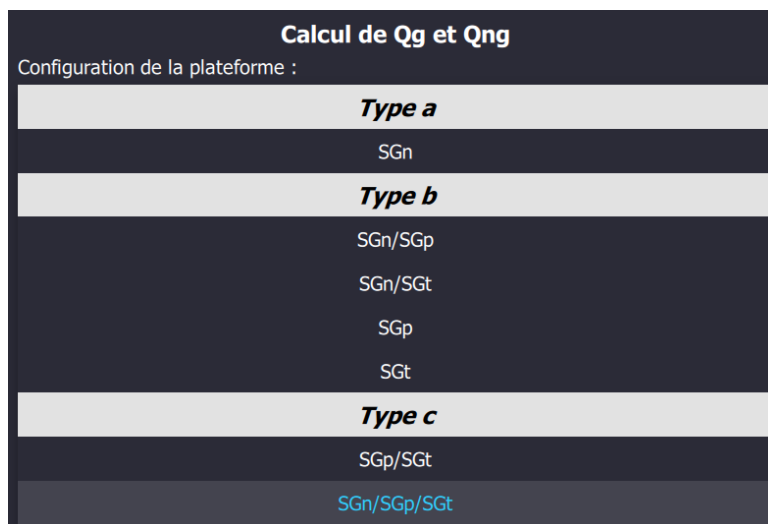 Calcul de Qg et Qng
Configuration de la plateforme :
Type a
SGn
Type b
SGn/SGp
SGn/SGt
SGp
SGt
Type c
SGp/SGt
SGn/SGp/SGt